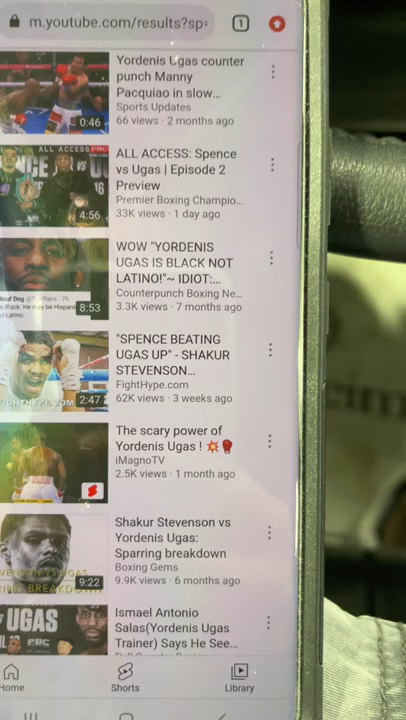 m.youtube.com/results?sp=
1
Yordenis Ugas counter
punch Manny
Pacquiao in slow...
Sports Updates
66 views · 2 months ago
0:46
ALL ACCESS: Spence
vs Ugas | Episode 2
Preview
Premier Boxing Champio...
33K views · 1 day ago
ALL ACCESS
16
4:56
WOW "YORDENIS
UGAS IS BLACK NOT
LATINO!"~ IDIOT:...
Counterpunch Boxing Ne...
3.3K views · 7 months ago
8:53
"SPENCE BEATING
UGAS UP" - SHAKUR
STEVENSON...
FightHype.com
62K views · 3 weeks ago
2:47
The scary power of
Yordenis Ugas ! 💥🥊
iMagnoTV
2.5K views · 1 month ago
Shakur Stevenson vs
Yordenis Ugas:
Sparring breakdown
Boxing Gems
9.9K views · 6 months ago
9:22
UGAS
PBC
Ismael Antonio
Salas(Yordenis Ugas
Trainer) Says He See...
Home
Shorts
Library